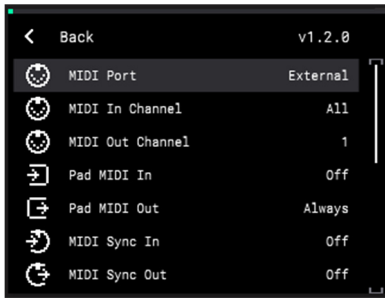 Back v1.2.0
MIDI Port External
MIDI In Channel All
MIDI Out Channel 1
Pad MIDI In Off
Pad MIDI Out Always
MIDI Sync In Off
MIDI Sync Out Off